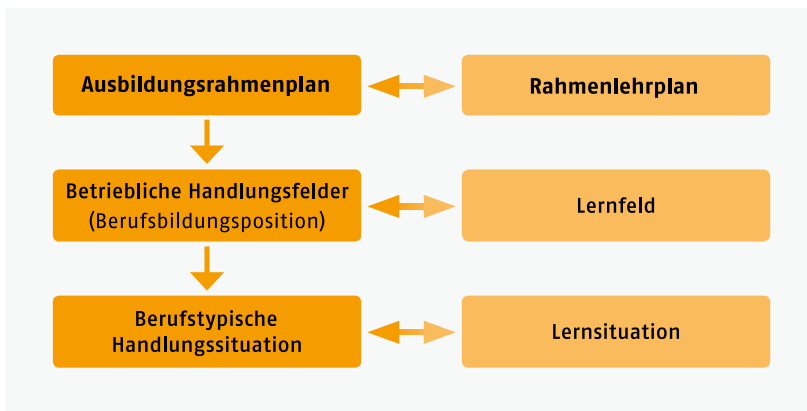 Ausbildungsrahmenplan
Rahmenlehrplan
Betriebliche Handlungsfelder
(Berufsbildungsposition)
Lernfeld
Berufstypische
Handlungssituation
Lernsituation